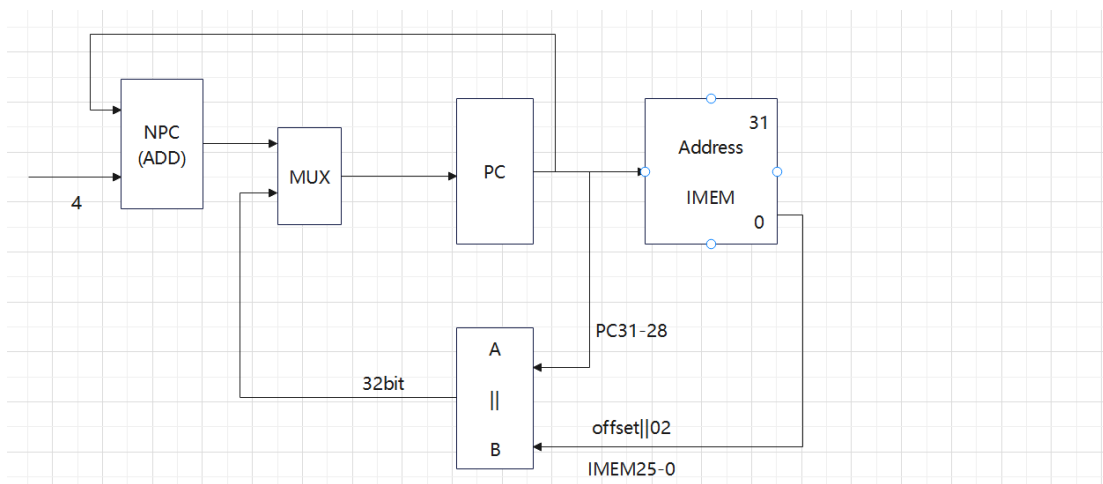 NPC
(ADD)
4
MUX
PC
31
Address
IMEM
0
PC31-28
A
||
B
32bit
offset||02
IMEM25-0